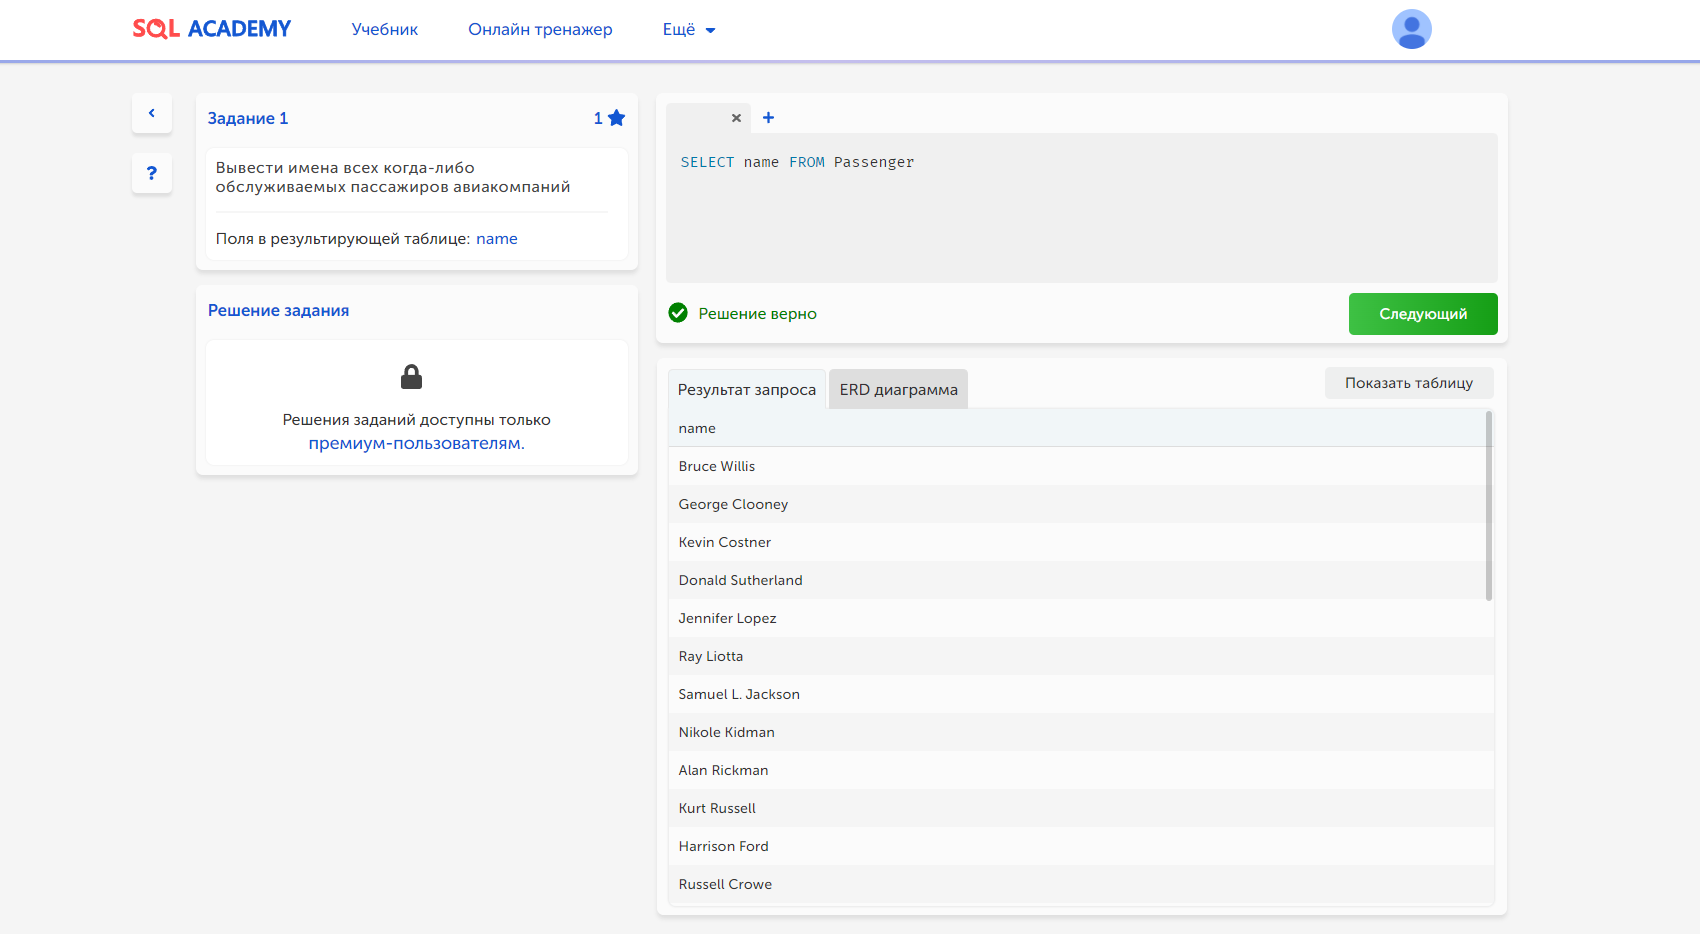 SQL ACADEMY
Учебник
Онлайн тренажер
Ещё
?
Задание 1
1
Вывести имена всех когда-либо
обслуживаемых пассажиров авиакомпаний
Поля в результирующей таблице: name
Решение задания
Решения заданий доступны только
премиум-пользователям.
SELECT name FROM Passenger
Решение верно
Следующий
Результат запроса
ERD диаграмма
Показать таблицу
name
Bruce Willis
George Clooney
Kevin Costner
Donald Sutherland
Jennifer Lopez
Ray Liotta
Samuel L. Jackson
Nikole Kidman
Alan Rickman
Kurt Russell
Harrison Ford
Russell Crowe